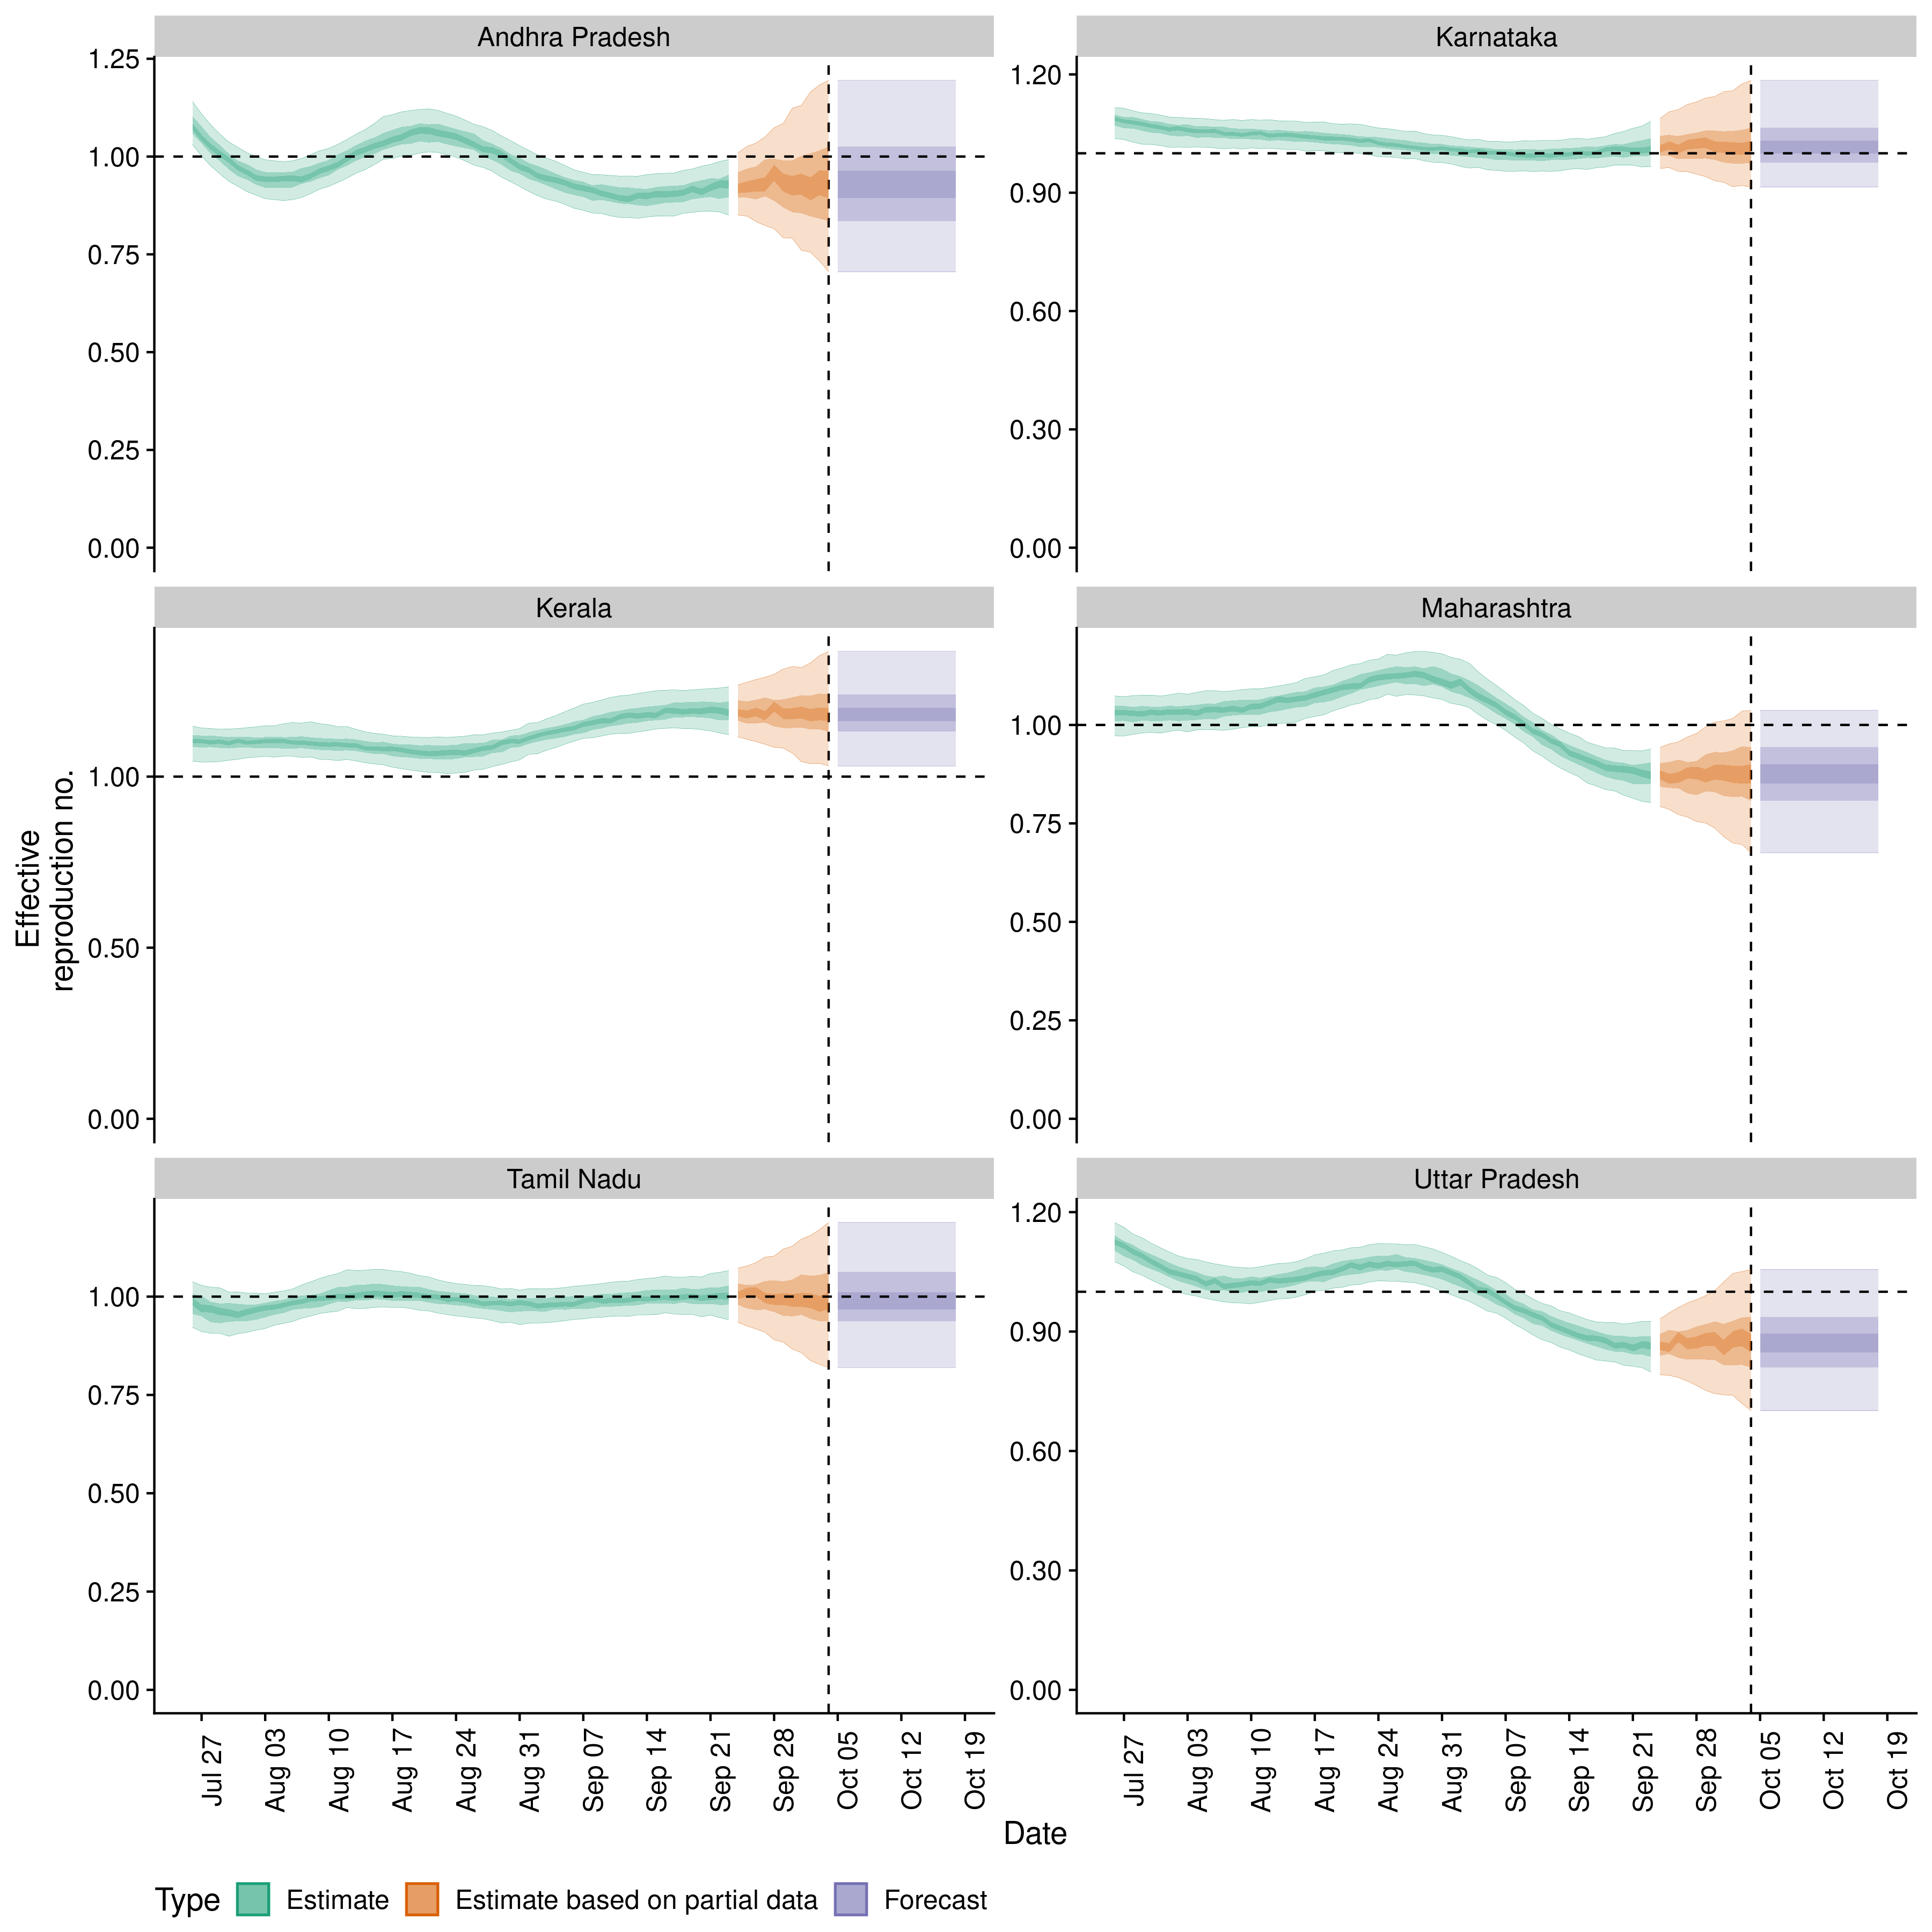 Andhra Pradesh
Karnataka
1.25
1.00
0.75
0.50
0.25
0.00
1.20
0.90
0.60
0.30
0.00
Kerala
Maharashtra
1.00
0.50
0.00
1.00
0.75
0.50
0.25
0.00
Effective
reproduction no.
Tamil Nadu
Uttar Pradesh
1.00
0.75
0.50
0.25
0.00
1.20
0.90
0.60
0.30
0.00
Jul 27
Aug 03
Aug 10
Aug 17
Aug 24
Aug 31
Sep 07
Sep 14
Sep 21
Sep 28
Oct 05
Oct 12
Oct 19
Jul 27
Aug 03
Aug 10
Aug 17
Aug 24
Aug 31
Sep 07
Sep 14
Sep 21
Sep 28
Oct 05
Oct 12
Oct 19
Date
Type Estimate Estimate based on partial data Forecast